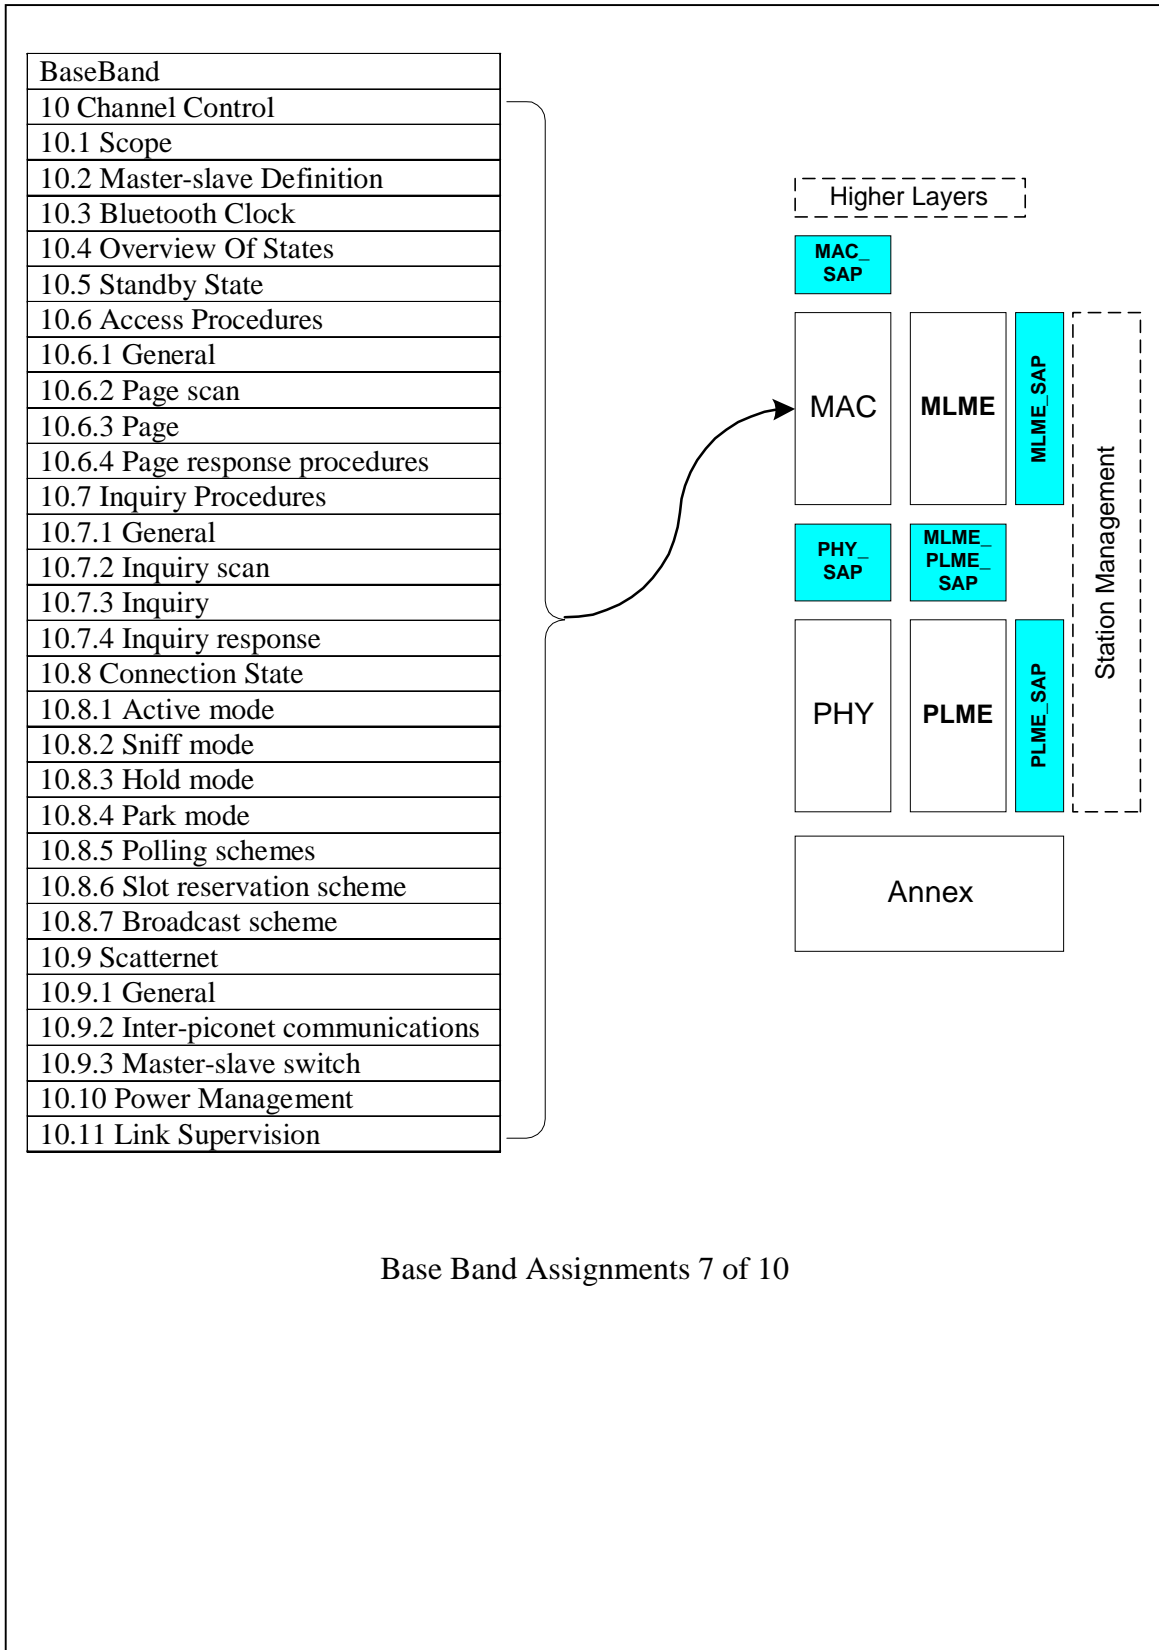 BaseBand
10 Channel Control
10.1 Scope
10.2 Master-slave Definition
10.3 Bluetooth Clock
10.4 Overview Of States
10.5 Standby State
10.6 Access Procedures
10.6.1 General
10.6.2 Page scan
10.6.3 Page
10.6.4 Page response procedures
10.7 Inquiry Procedures
10.7.1 General
10.7.2 Inquiry scan
10.7.3 Inquiry
10.7.4 Inquiry response
10.8 Connection State
10.8.1 Active mode
10.8.2 Sniff mode
10.8.3 Hold mode
10.8.4 Park mode
10.8.5 Polling schemes
10.8.6 Slot reservation scheme
10.8.7 Broadcast scheme
10.9 Scatternet
10.9.1 General
10.9.2 Inter-piconet communications
10.9.3 Master-slave switch
10.10 Power Management
10.11 Link Supervision
Higher Layers
MAC_
SAP
MAC
MLME
MLME_SAP
Station Management
PHY_
SAP
MLME_
PLME_
SAP
PHY
PLME
PLME_SAP
Annex
Base Band Assignments 7 of 10